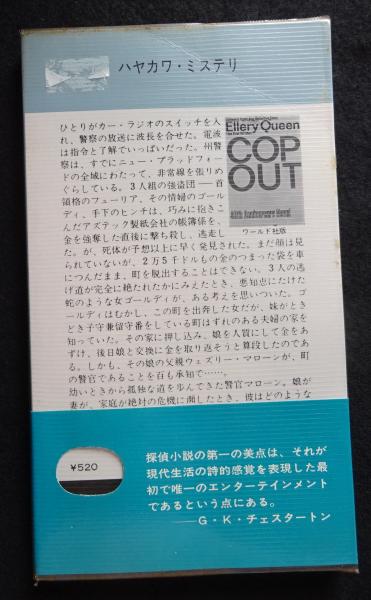 ハヤカワ・ミステリ
ひとりがカー・ラジオのスイッチを入
れ、警察の放送に波長を合せた。電波
は指令と了解でいっぱいだった。州警
察は、すでにニュー・ブラッドフォー
ドの全域にわたって、非常線を張りめ
ぐらしている。3人組の強盗団——首
領格のフューリア、その情婦のゴール
ディ、手下のヒンチは、巧みに抱きこ
んだアズテック製紙会社の帳簿係を、
金を強奪した直後に撃ち殺し、逃走し
た。が、死体が予想以上に早く発見された。まだ顔は見
られていないが、2万5千ドルもの金のつまった袋を車
につんだまま、町を脱出することはできない。3人の逃
げ道が完全に絶たれたかにみえたとき、悪知恵にたけた
蛇のような女ゴールディが、ある考えを思いついた。ゴ
ールディはむかし、この町を出奔した女だが、妹がとき
どき子守兼留守番をしている町はずれのある夫婦の家を
知っていた。その家に押し込み、娘を人質にして金をあ
ずけ、後日娘と交換に金を取り返そうと算段したのであ
る。しかも、その娘の父親ウェズリー・マローンが、町
の警官であることを百も承知で……。
幼いときから孤独な道を歩んできた警官マローン。娘が
妻が、家庭が絶対の危機に面したとき、彼はどのような
Ellery Queen
COP
OUT
ワールド社版
¥520
探偵小説の第一の美点は、それが
現代生活の詩的感覚を表現した最
初で唯一のエンターテインメント
であるという点にある。
——G・K・チェスタートン